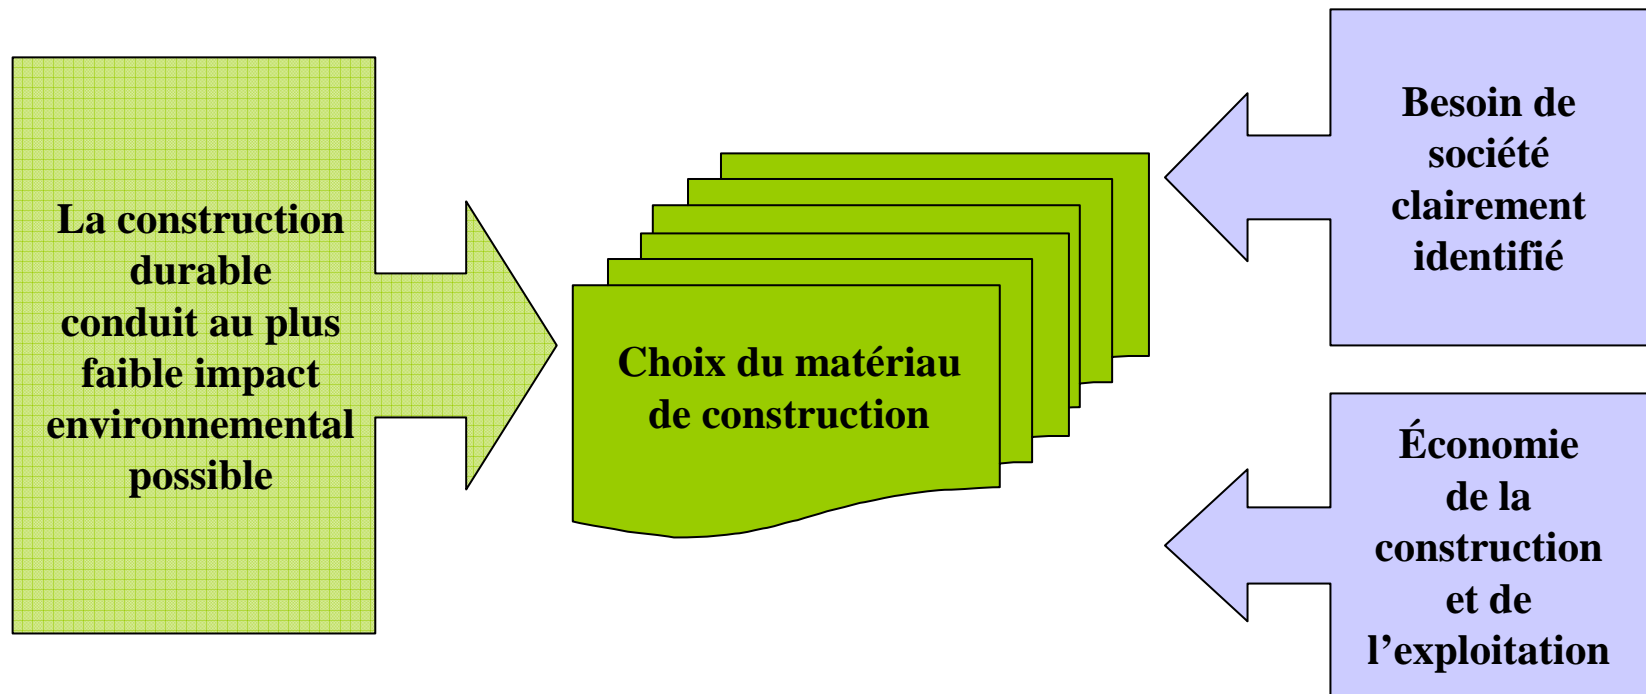 La construction
durable
conduit au plus
faible impact
environnemental
possible
Choix du matériau
de construction
Besoin de
société
clairement
identifié
Économie
de la
construction
et de
l’exploitation